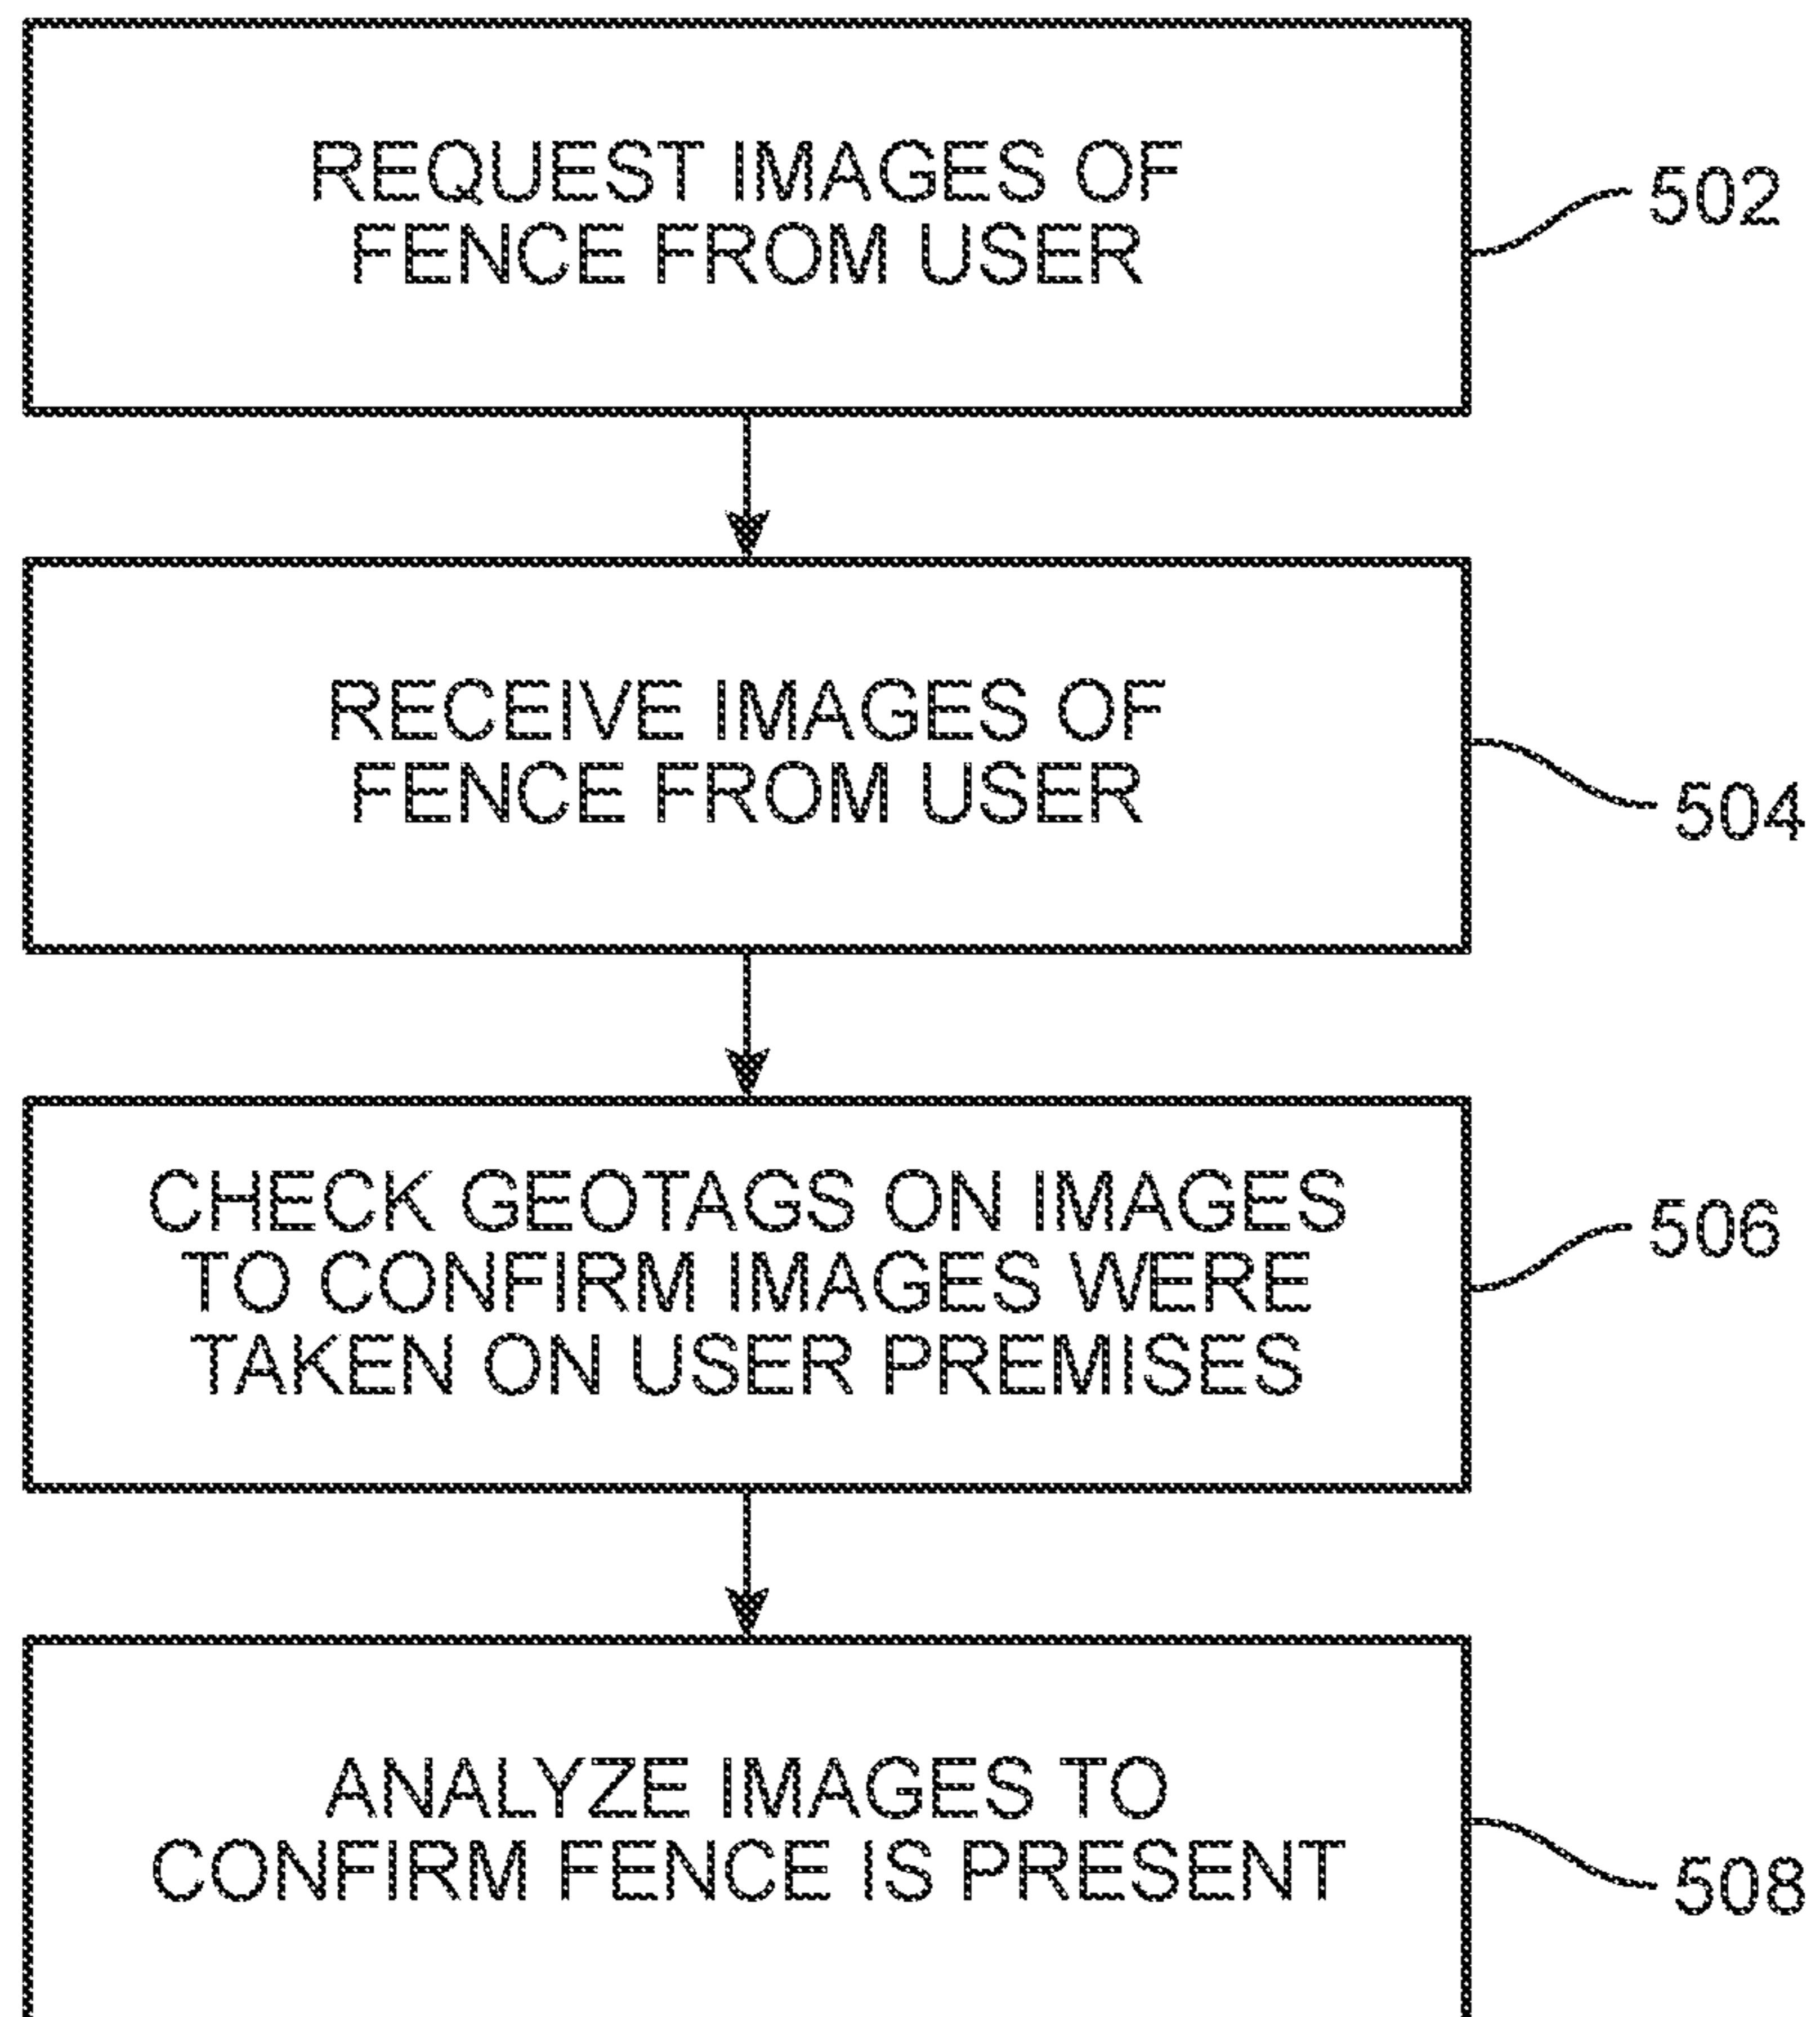 REQUEST IMAGES OF
FENCE FROM USER
502
RECEIVE IMAGES OF
FENCE FROM USER
504
CHECK GEOTAGS ON IMAGES
TO CONFIRM IMAGES WERE
TAKEN ON USER PREMISES
506
ANALYZE IMAGES TO
CONFIRM FENCE IS PRESENT
508